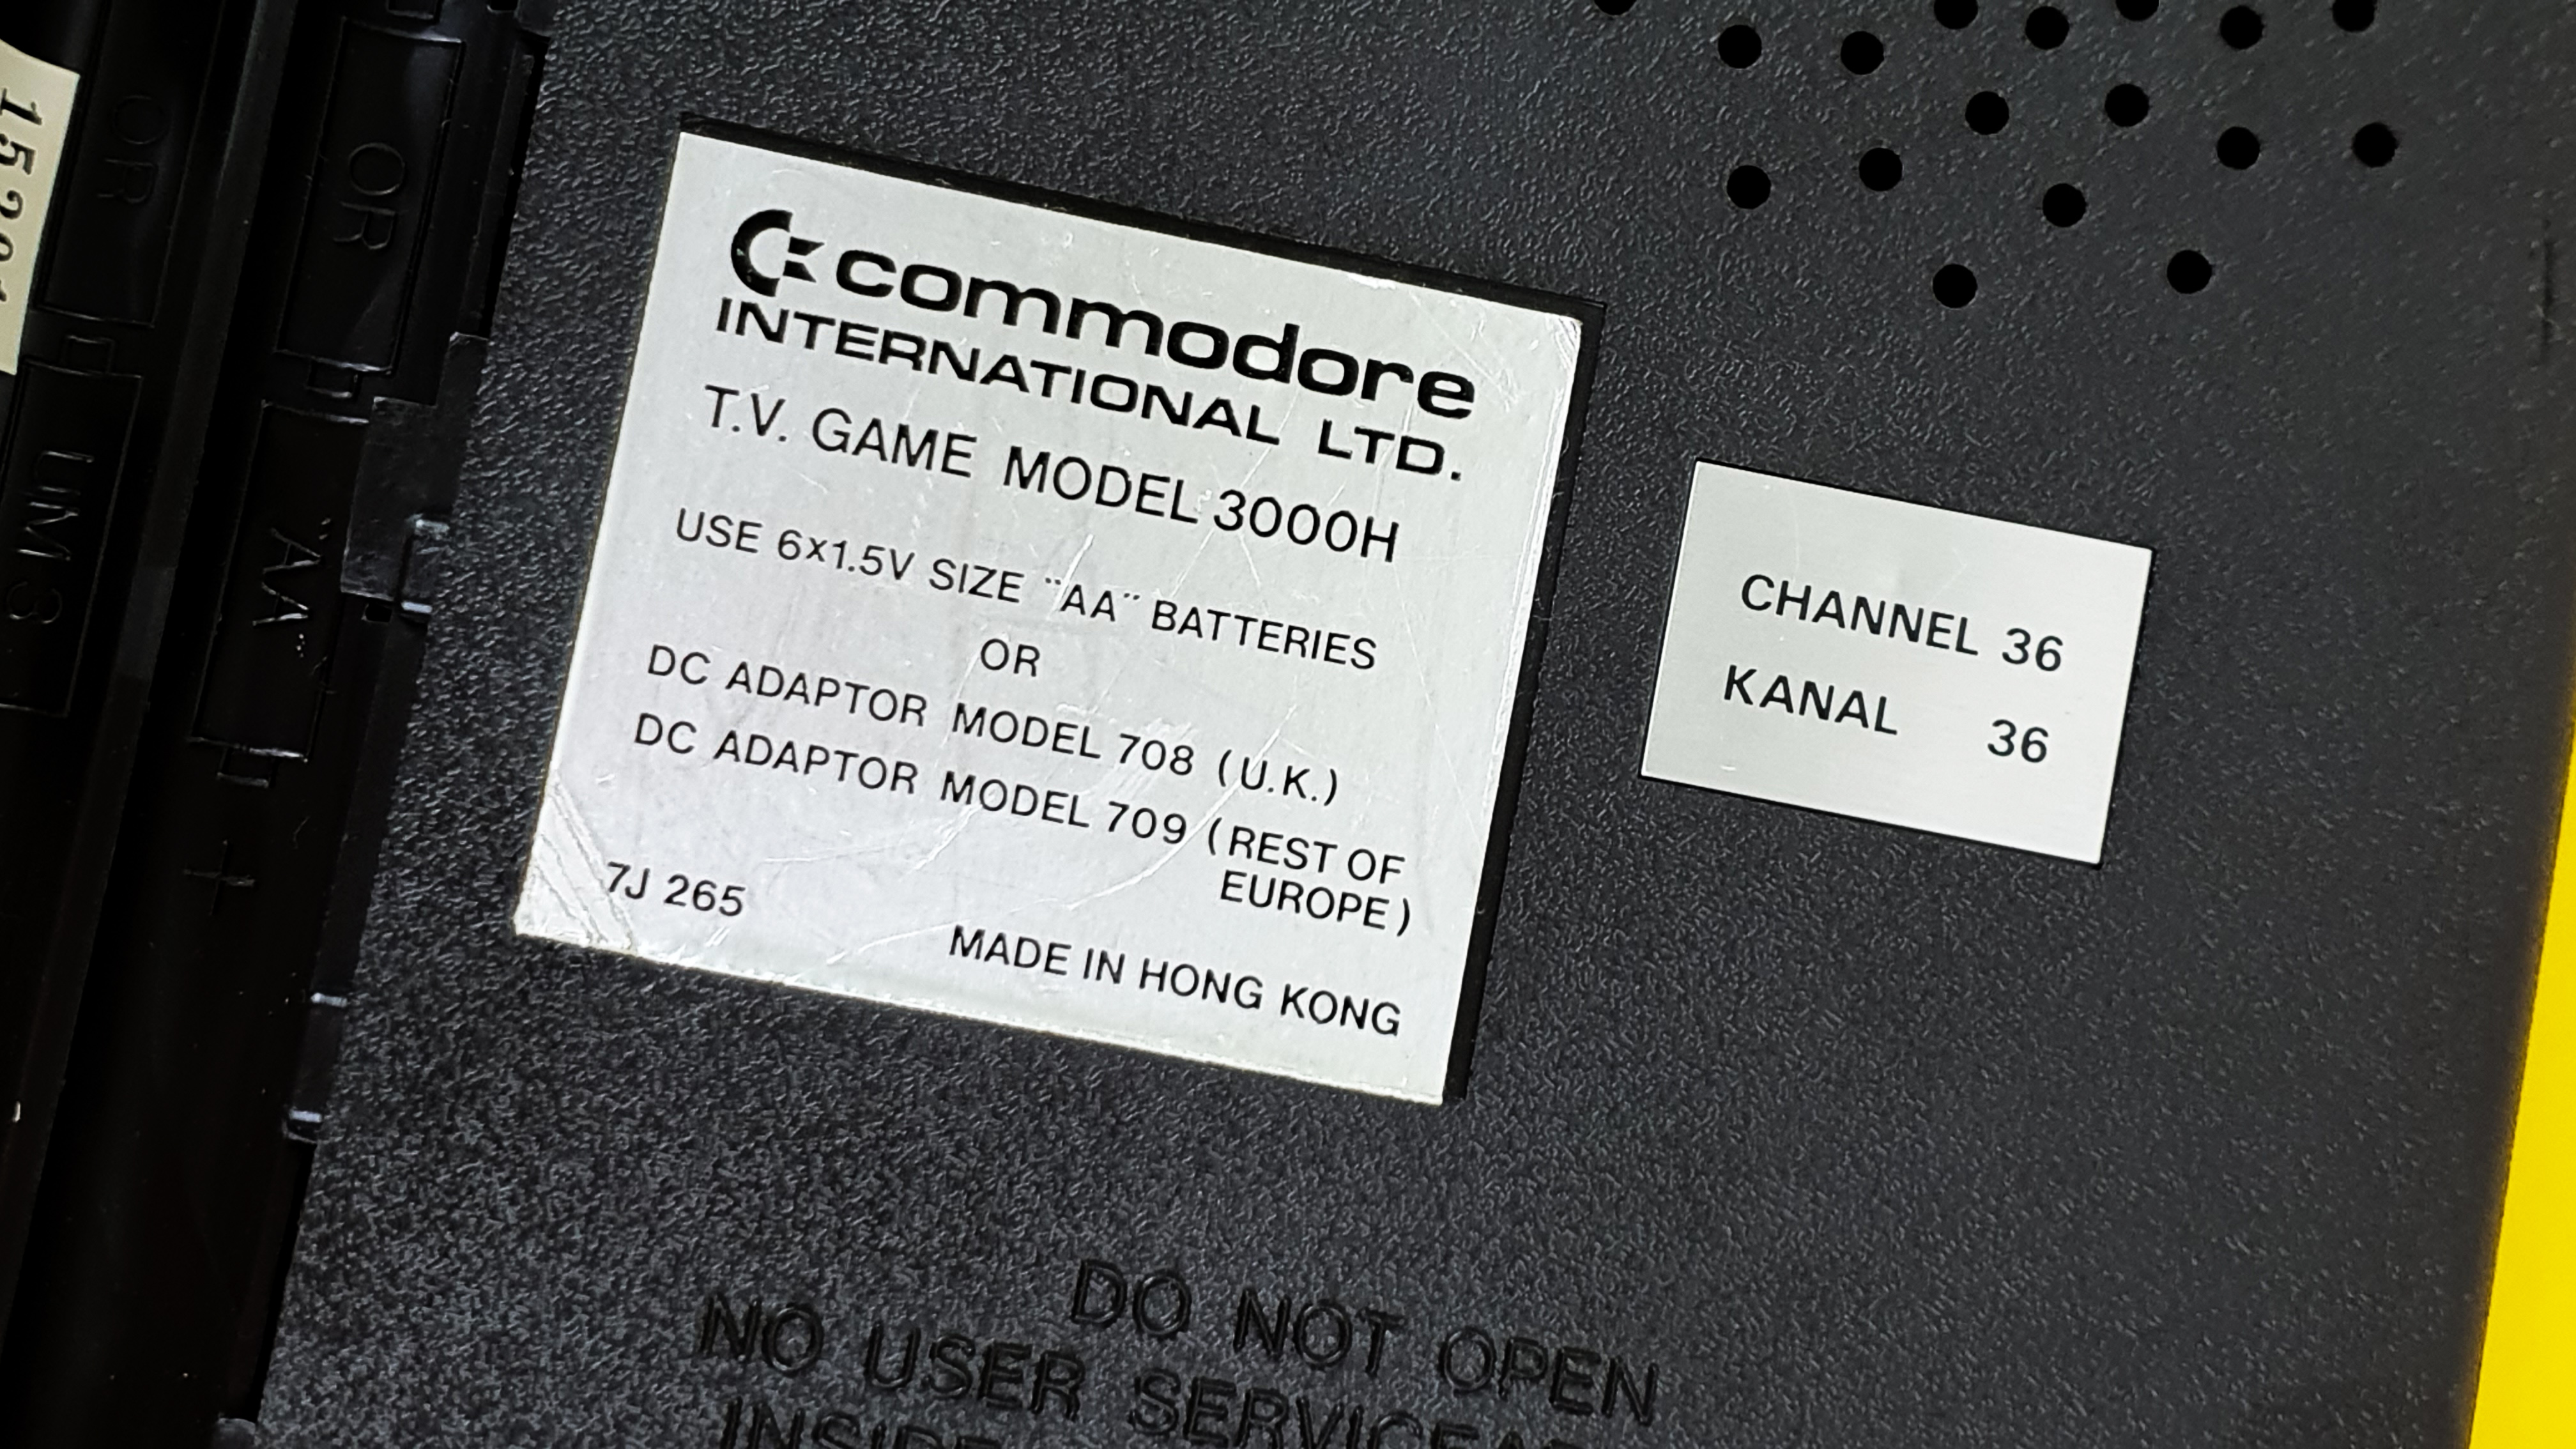 commodore
INTERNATIONAL LTD.
T.V. GAME MODEL 3000H
USE 6x1.5V SIZE "AA" BATTERIES
OR
DC ADAPTOR MODEL 708 (U.K.)
DC ADAPTOR MODEL 709 (REST OF
EUROPE)
7J 265
MADE IN HONG KONG
CHANNEL 36
KANAL 36
DO NOT OPEN
NO USER
INSIDE
OR
"AA"
+
OR
UM3